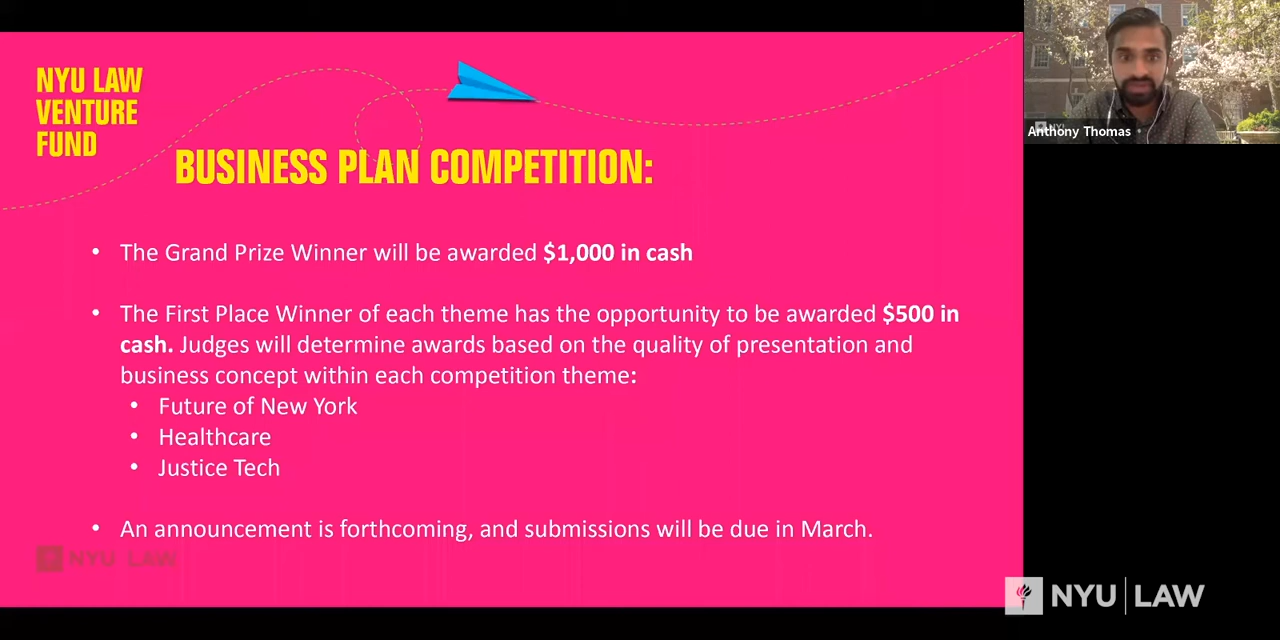 NYU LAW
VENTURE
FUND
BUSINESS PLAN COMPETITION:
• The Grand Prize Winner will be awarded $1,000 in cash
• The First Place Winner of each theme has the opportunity to be awarded $500 in
cash. Judges will determine awards based on the quality of presentation and
business concept within each competition theme:
• Future of New York
• Healthcare
• Justice Tech
• An announcement is forthcoming, and submissions will be due in March.
NYU LAW
Anthony Thomas
NYU LAW